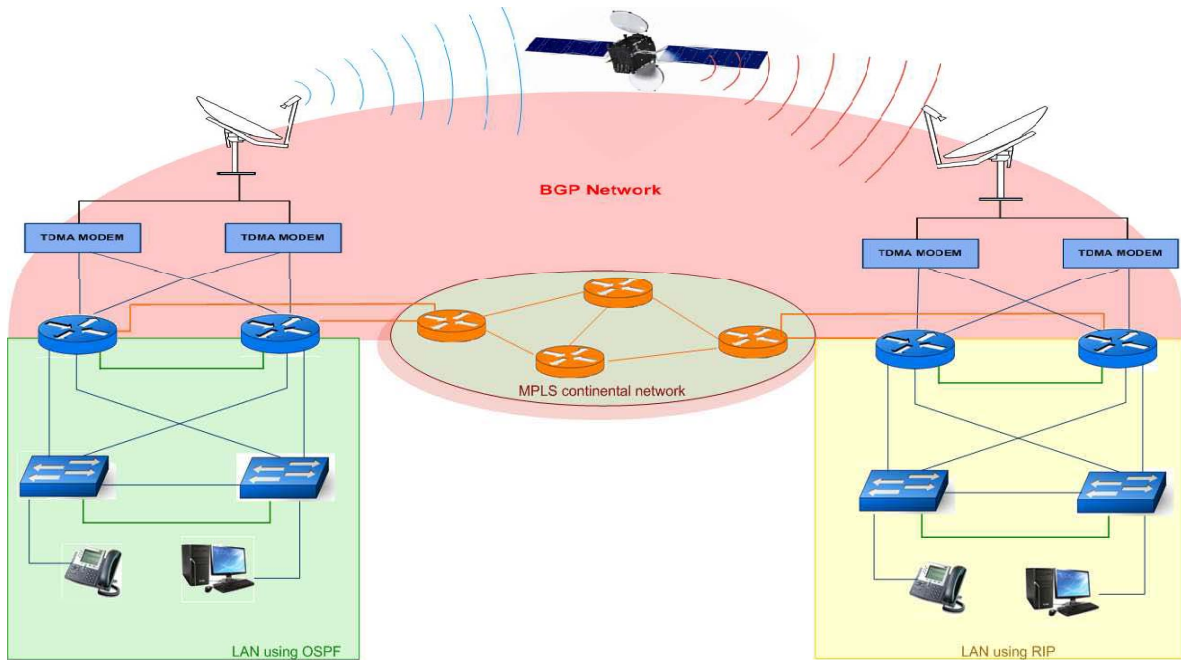 BGP Network
TDMA MODEM
TDMA MODEM
TDMA MODEM
TDMA MODEM
MPLS continental network
LAN using OSPF
LAN using RIP